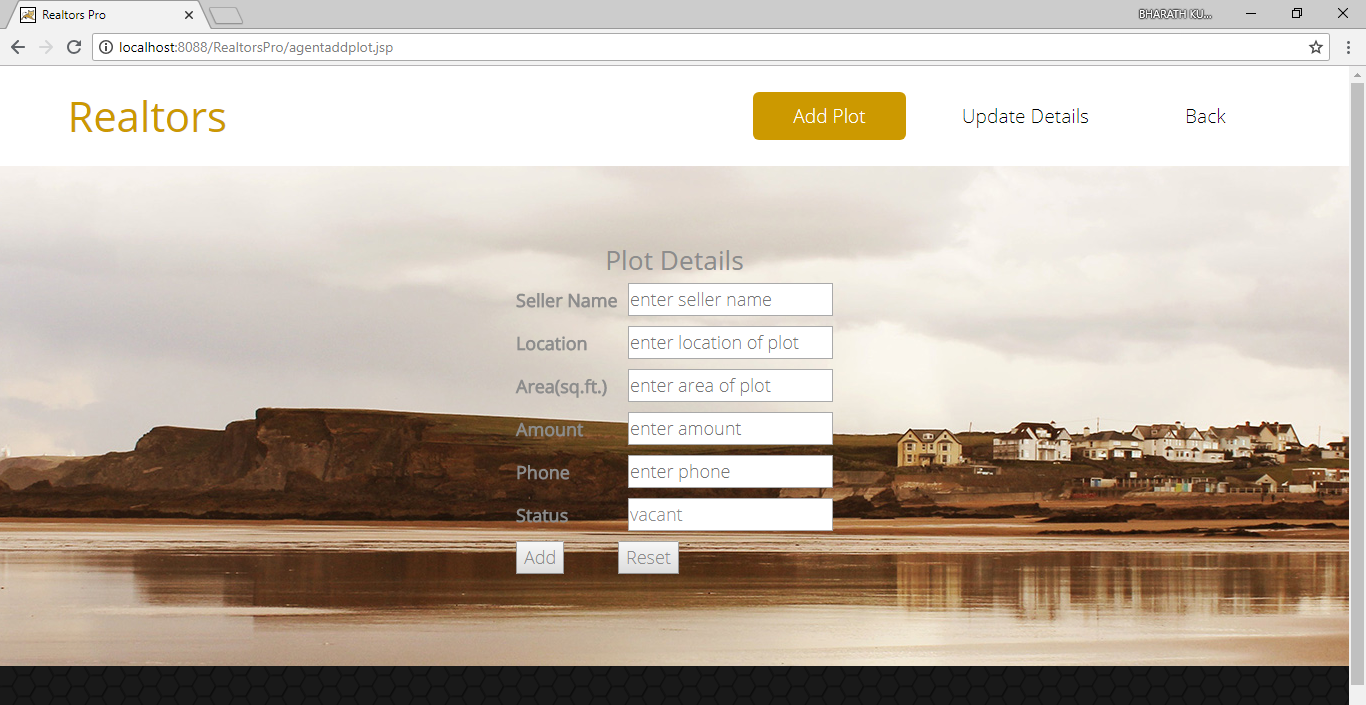 Realtors Pro
BHARATH KU...
localhost:8088/RealtorsPro/agentaddplot.jsp
Realtors
Add Plot
Update Details
Back
Plot Details
Seller Name enter seller name
Location enter location of plot
Area(sq.ft.) enter area of plot
Amount enter amount
Phone enter phone
Status vacant
Add Reset